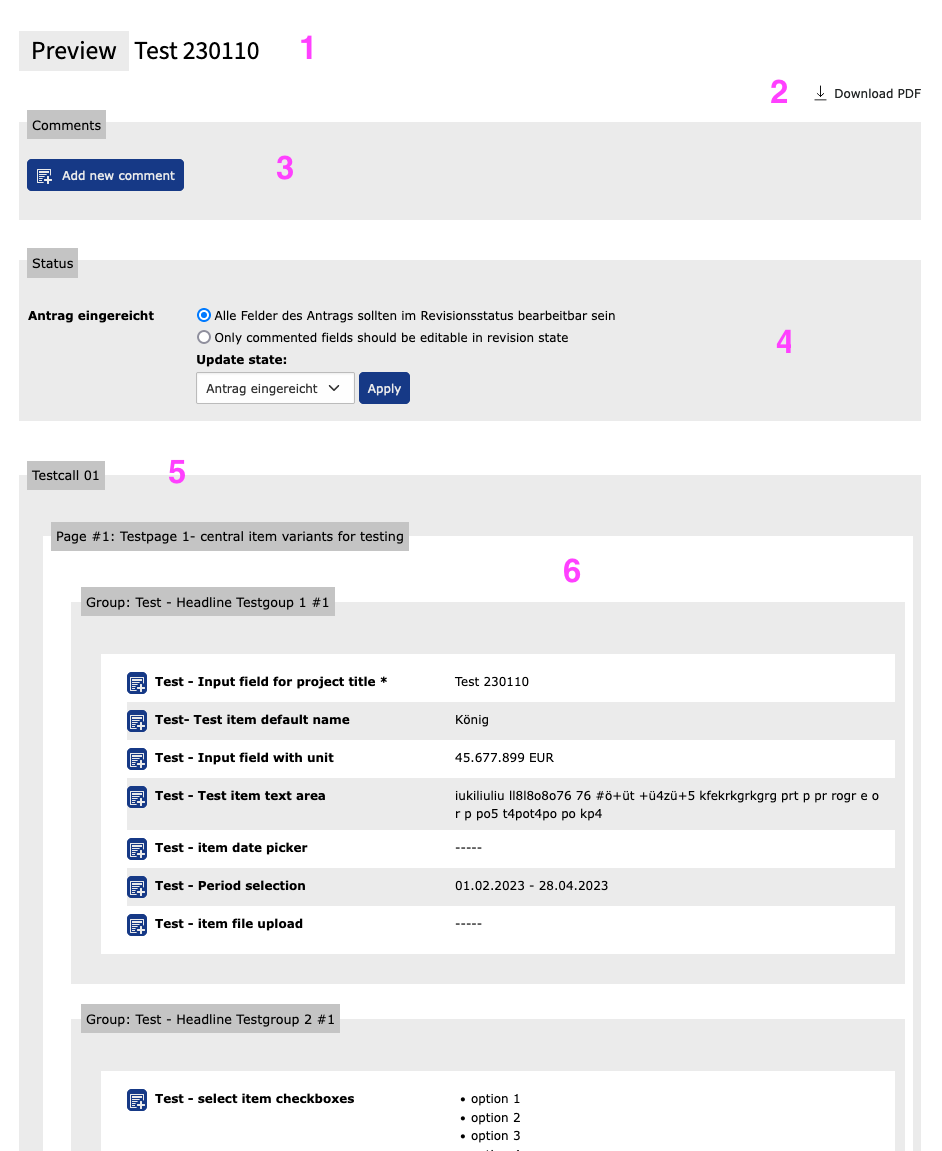 Preview Test 230110 1
2 Download PDF
Comments
Add new comment 3
Status
Antrag eingereicht Alle Felder des Antrags sollten im Revisionsstatus bearbeitbar sein
Only commented fields should be editable in revision state 4
Update state:
Antrag eingereicht Apply
Testcall 01 5
Page #1: Testpage 1- central item variants for testing
6
Group: Test - Headline Testgoup 1 #1
Test - Input field for project title * Test 230110
Test- Test item default name König
Test - Input field with unit 45.677.899 EUR
Test - Test item text area iukiliuliu ll8l8o8o76 76 #ö+üt +ü4zü+5 kfekrkgrkgrg prt p pr rogr e o
r p po5 t4pot4po po kp4
Test - item date picker -----
Test - Period selection 01.02.2023 - 28.04.2023
Test - item file upload -----
Group: Test - Headline Testgroup 2 #1
Test - select item checkboxes • option 1
• option 2
• option 3